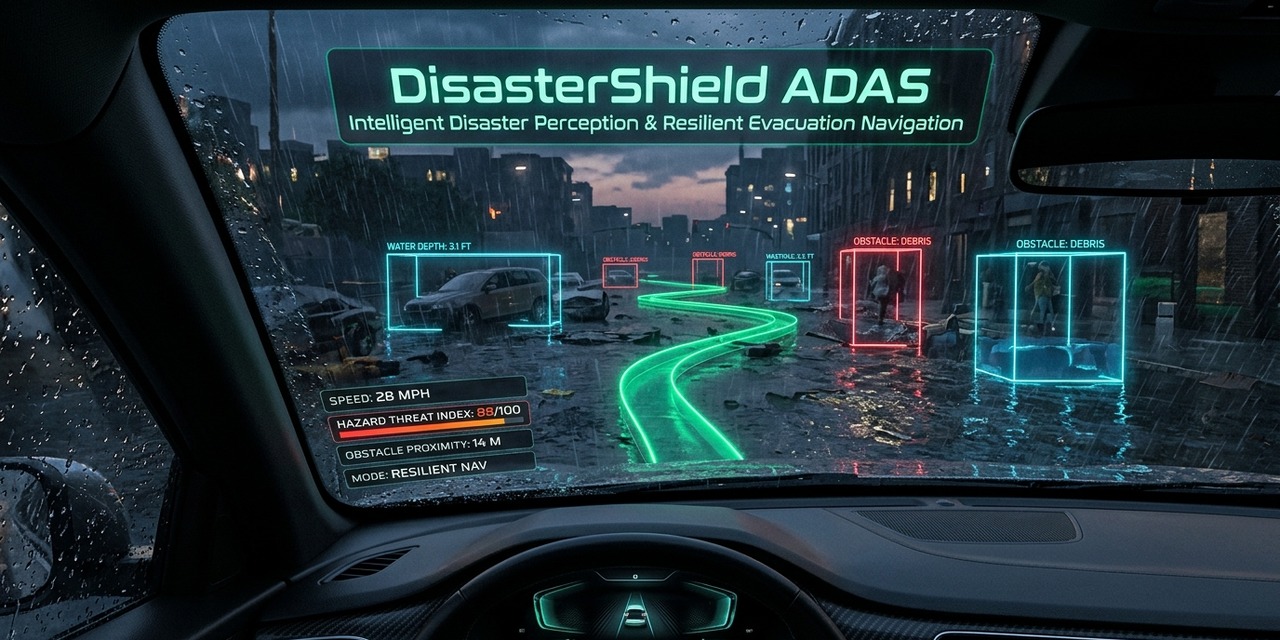 DisasterShield ADAS
Intelligent Disaster Perception & Resilient Evacuation Navigation
WATER DEPTH: 3.1 FT
OBSTACLE: DEBRIS
OBSTACLE: DEBRIS
SPEED: 28 MPH
HAZARD THREAT INDEX: 88/100
OBSTACLE PROXIMITY: 14 M
MODE: RESILIENT NAV